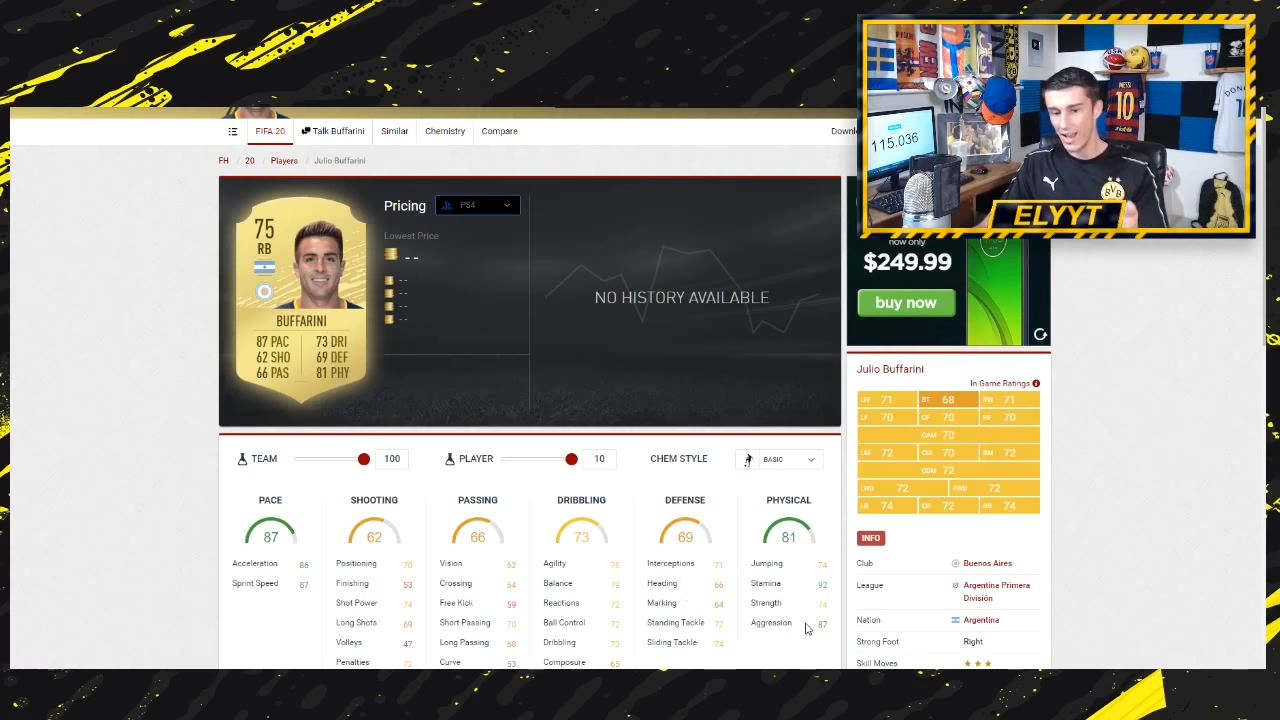 FIFA 20
Talk Buffarini
Similar
Chemistry
Compare
FH / 20 / Players / Julio Buffarini
75
RB
BUFFARINI
87 PAC 73 DRI
62 SHO 69 DEF
66 PAS 81 PHY
Pricing PS4
Lowest Price
--
--
--
--
--
NO HISTORY AVAILABLE
115,036
MESSI
10
BVB
ELYYT
now only
$249.99
buy now
TEAM 100 PLAYER 10 CHEM STYLE BASIC
PACE
87
Acceleration 86
Sprint Speed 87
SHOOTING
62
Positioning 70
Finishing 53
Shot Power 74
Long Shots 69
Volleys 47
Penalties 72
PASSING
66
Vision 62
Crossing 64
Free Kick 59
Short Passing 70
Long Passing 68
Curve 53
DRIBBLING
73
Agility 78
Balance 79
Reactions 72
Ball Control 72
Dribbling 73
Composure 65
DEFENSE
69
Interceptions 71
Heading 66
Marking 64
Standing Tackle 72
Sliding Tackle 74
PHYSICAL
81
Jumping 74
Stamina 92
Strength 74
Aggression 87
Julio Buffarini
In Game Ratings
LW 71 ST 68 RW 71
LF 70 CF 70 RF 70
CAM 70
LM 72 CM 70 RM 72
CDM 72
LWB 72 RWB 72
LB 74 CB 72 RB 74
INFO
Club Buenos Aires
League Argentina Primera
División
Nation Argentina
Strong Foot Right
Skill Moves